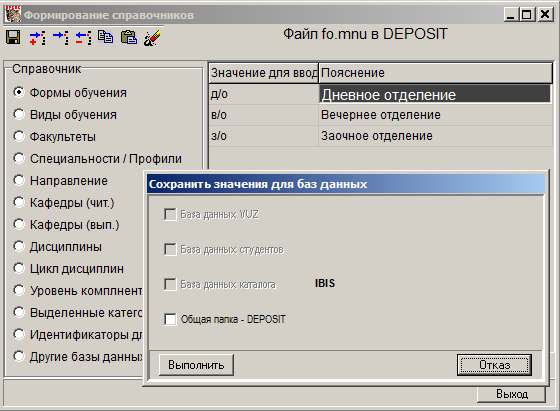 Формирование справочников
Файл fo.mnu в DEPOSIT
Справочник
Формы обучения
Виды обучения
Факультеты
Специальности / Профили
Направление
Кафедры (чит.)
Кафедры (вып.)
Дисциплины
Цикл дисциплин
Уровень комплнент
Выделенные катего
Идентификаторы дл
Другие базы данных
Значение для ввод Пояснение
д/о Дневное отделение
в/о Вечернее отделение
з/о Заочное отделение
Сохранить значения для баз данных
База данных VUZ
База данных студентов
База данных каталога IBIS
Общая папка - DEPOSIT
Выполнить Отказ
Выход